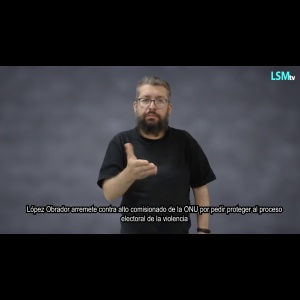 LSMtv
López Obrador arremete contra alto comisionado de la ONU por pedir proteger al proceso
electoral de la violencia